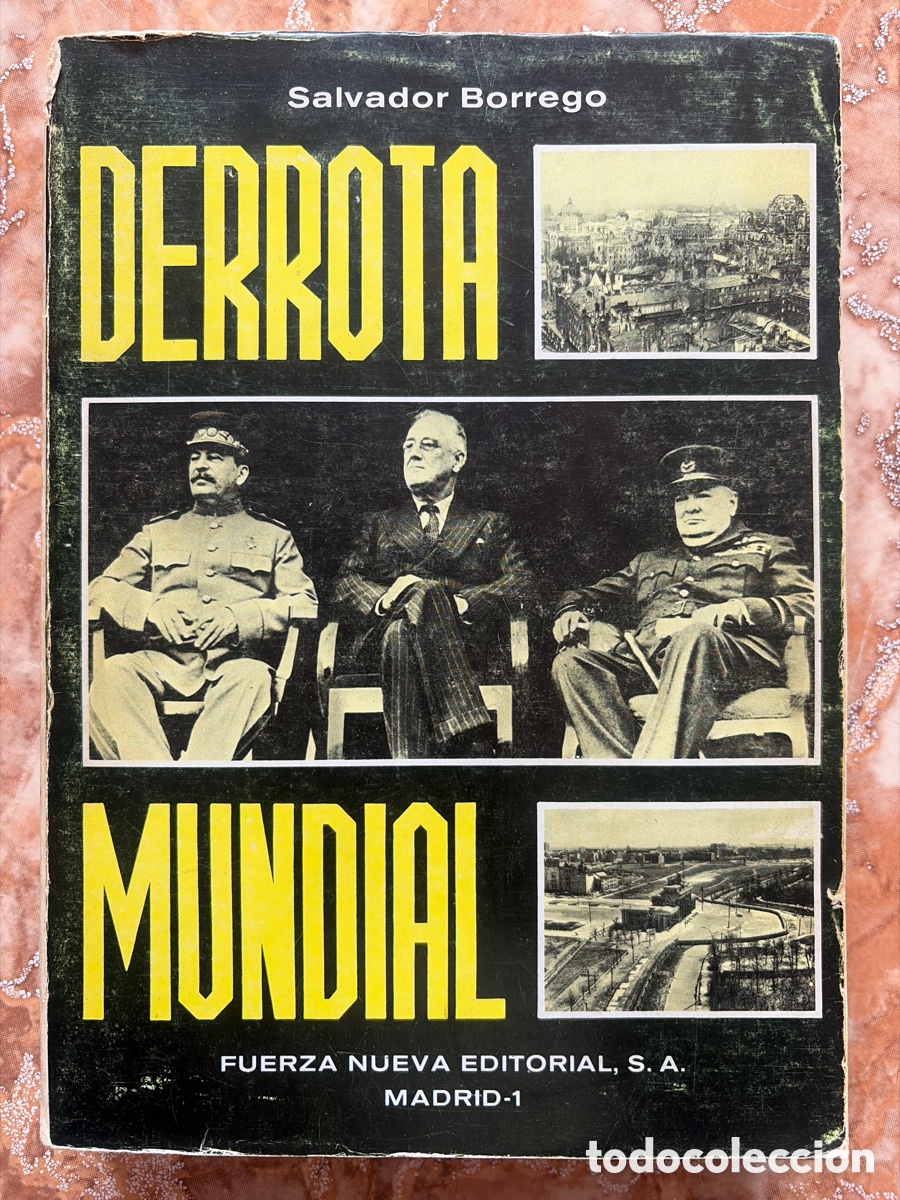 Salvador Borrego
DERROTA
MUNDIAL
FUERZA NUEVA EDITORIAL, S. A.
MADRID-1
todocoleccion